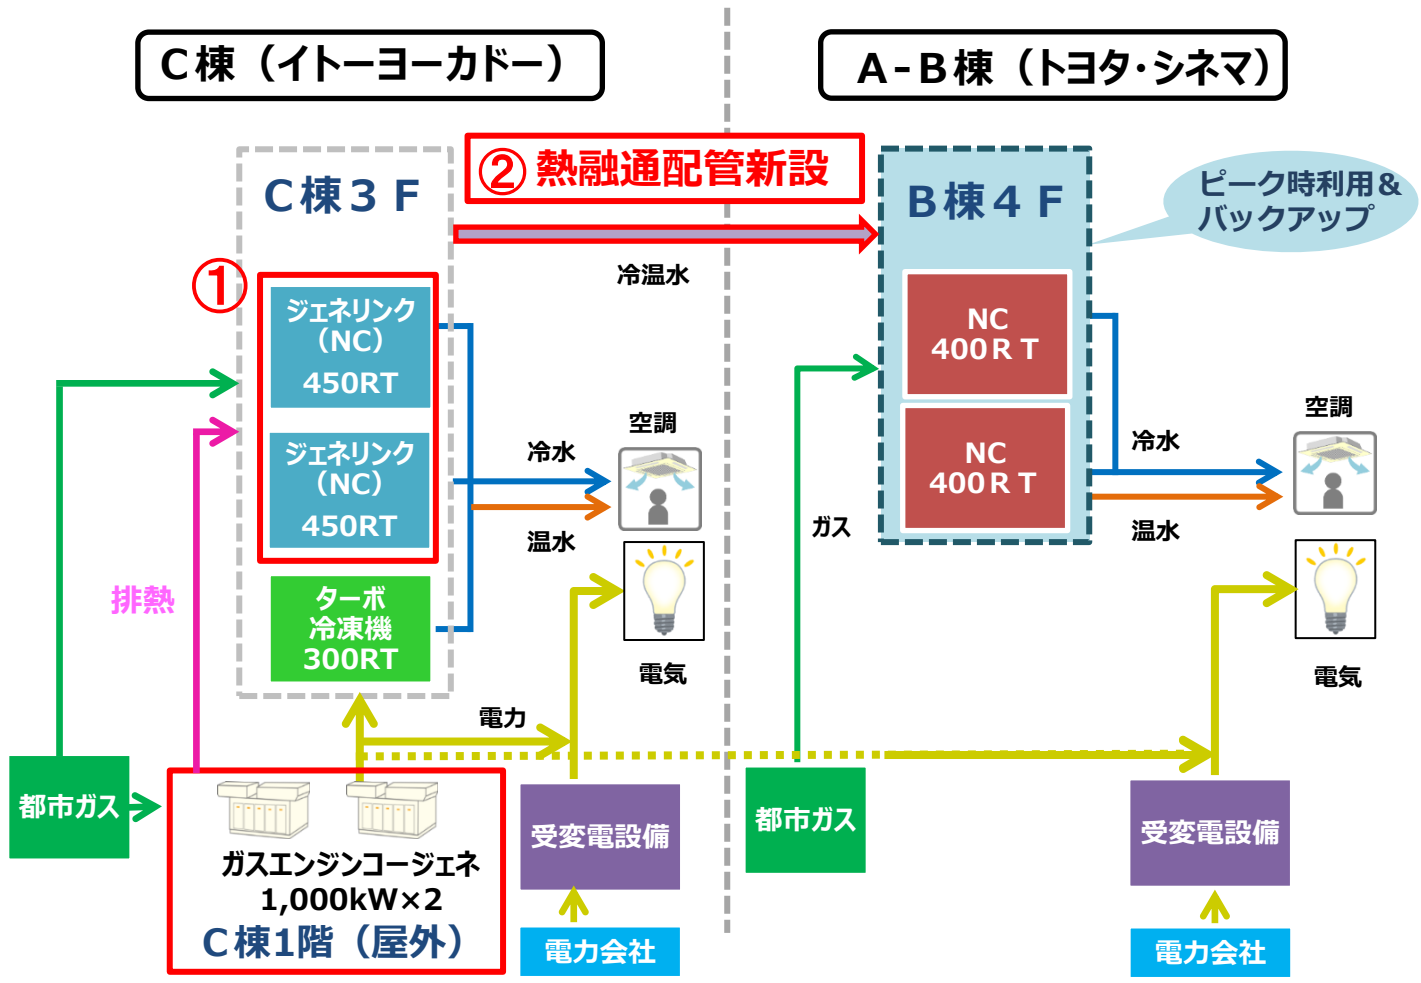 C棟（イトーヨーカドー）
A-B棟（トヨタ・シネマ）
② 熱融通配管新設
C棟３F
B棟４F
ピーク時利用＆
バックアップ
冷温水
①
ジェネリンク
（NC）
450RT
ジェネリンク
（NC）
450RT
ターボ
冷凍機
300RT
NC
400RT
NC
400RT
冷水
温水
空調
電気
電力
排熱
ガス
冷水
温水
空調
電気
都市ガス
ガスエンジンコージェネ
1,000kW×2
C棟1階（屋外）
受変電設備
電力会社
都市ガス
受変電設備
電力会社